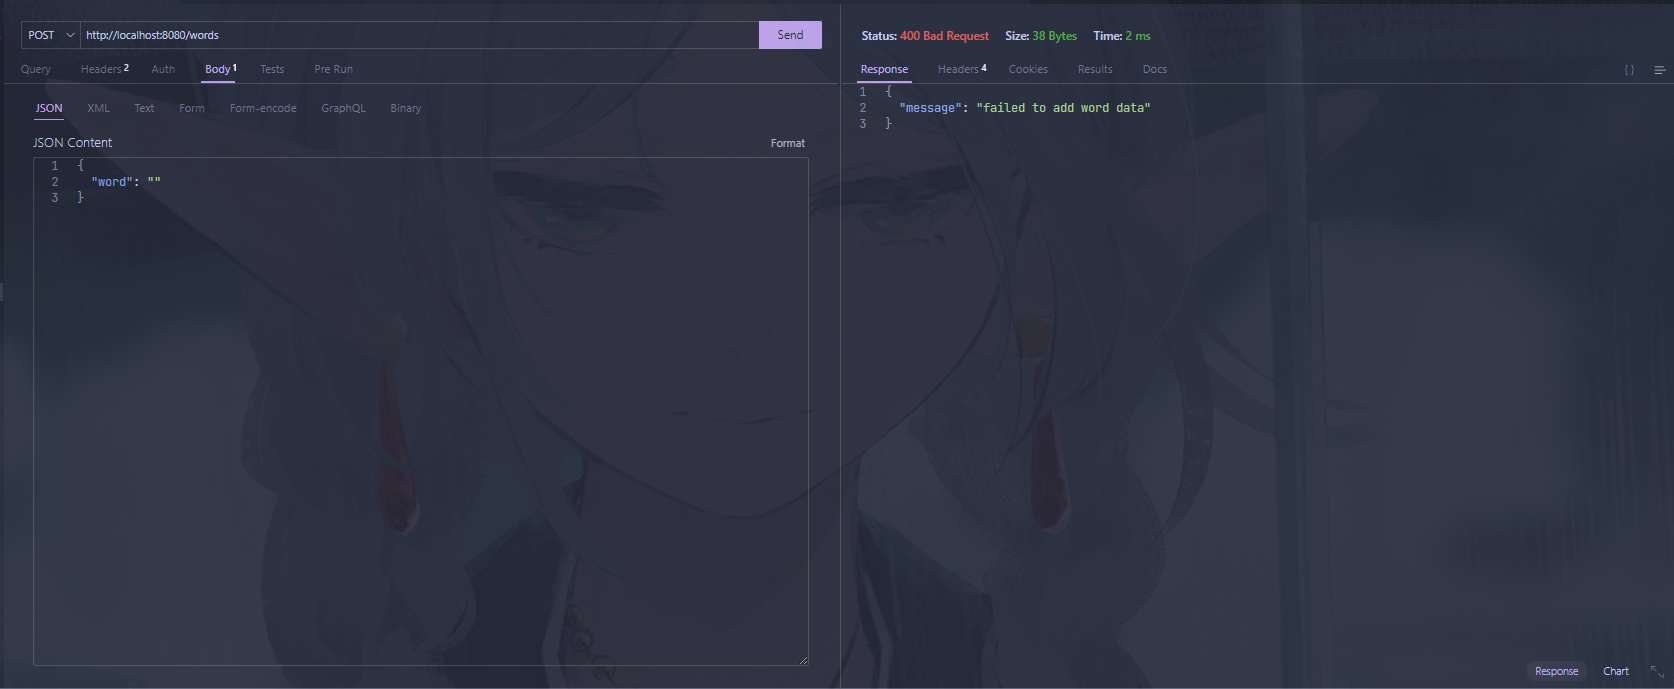 POST http://localhost:8080/words Send
Query Headers 2 Auth Body 1 Tests Pre Run
JSON XML Text Form Form-encode GraphQL Binary
JSON Content Format
1 {
2 "word": ""
3 }
Status: 400 Bad Request Size: 38 Bytes Time: 2 ms
Response Headers 4 Cookies Results Docs { }
1 {
2 "message": "failed to add word data"
3 }
Response Chart